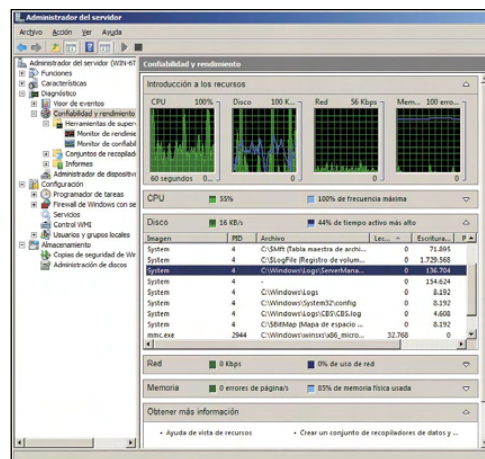 Administrador del servidor
Archivo Acción Ver Ayuda
Administrador del servidor (WIN-6T
Funciones
Características
Diagnóstico
Visor de eventos
Confiabilidad y rendimiento
Herramientas de superv
Monitor de rendimie
Monitor de confiabil
Conjuntos de recopilado
Informes
Administrador de dispositivo
Configuración
Programador de tareas
Firewall de Windows con se
Servicios
Control WMI
Usuarios y grupos locales
Almacenamiento
Copias de seguridad de Win
Administración de discos
Confiabilidad y rendimiento
Introducción a los recursos
CPU 100% Disco 100 K... Red 56 Kbps Mem... 100 erro...
60 segundos 0... 0... 0
CPU 55% 100% de frecuencia máxima
Disco 16 KB/s 44% de tiempo activo más alto
Imagen PID Archivo Lec... Escritura... P
System 4 C:\$Mft (Tabla maestra de archi... 0 71.895
System 4 C:\$LogFile (Registro de volum... 0 1.729.568
System 4 C:\Windows\Logs\ServerMana... 0 136.704
System 4 - 0 154.624
System 4 C:\Windows\Logs 0 8.192
System 4 C:\Windows\System32\config 0 8.192
System 4 C:\Windows\Logs\CBS\CBS.log 0 4.608
System 4 C:\$BitMap (Mapa de espacio ... 0 8.192
mmc.exe 2944 C:\Windows\winsxs\x86_micro... 32.768 0
Red 0 Kbps 0% de uso de red
Memoria 0 errores de página/s 85% de memoria física usada
Obtener más información
• Ayuda de vista de recursos • Crear un conjunto de recopiladores de datos y ...